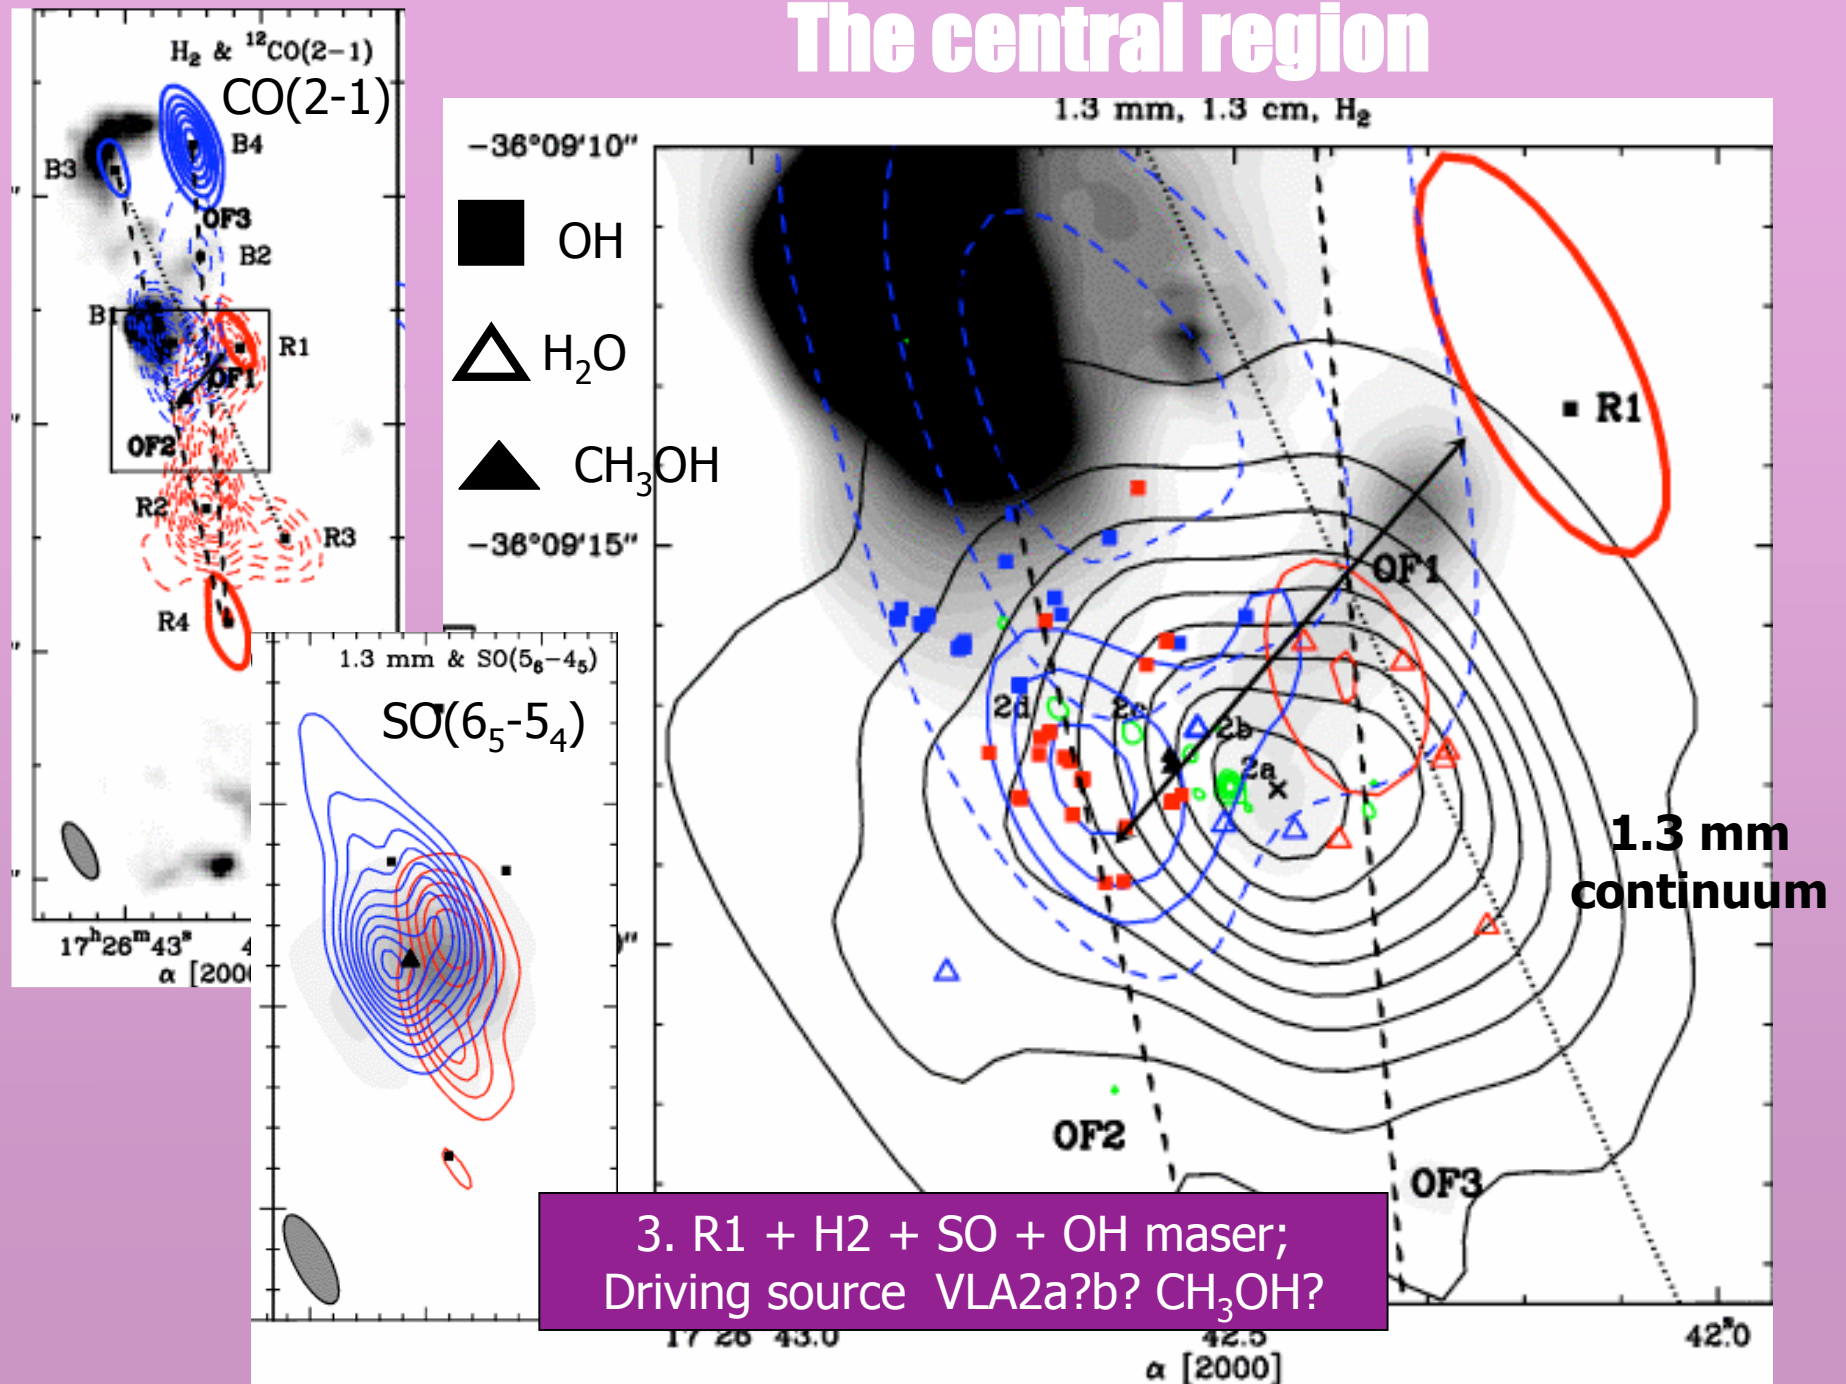 The central region
H₂ & ¹²CO(2−1)
CO(2-1)
B4
B3
OF3
B2
B1
R1
OF1
OF2
R2
R3
R4
17ʰ26ᵐ43ˢ 4
α [200
OH
H₂O
CH₃OH
1.3 mm & SO(5₆−4₅)
SO(6₅-5₄)
1.3 mm, 1.3 cm, H₂
−36°09'10"
−36°09'15"
0"
R1
OF1
2d
2c
2b
2a
1.3 mm
continuum
OF2
OF3
3. R1 + H2 + SO + OH maser;
Driving source VLA2a?b? CH₃OH?
17 26 43.0
42.5
42ˢ.0
α [2000]